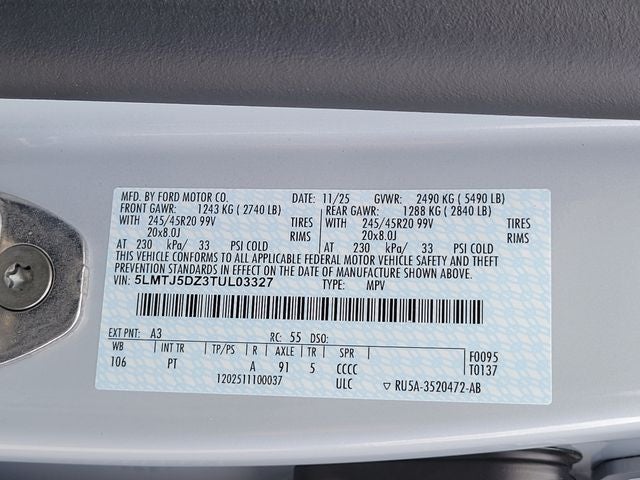 MFD. BY FORD MOTOR CO. DATE: 11/25 GVWR: 2490 KG ( 5490 LB)
FRONT GAWR: 1243 KG ( 2740 LB) REAR GAWR: 1288 KG ( 2840 LB)
WITH 245/45R20 99V TIRES WITH 245/45R20 99V TIRES
20x8.0J RIMS 20x8.0J RIMS
AT 230 kPa/ 33 PSI COLD AT 230 kPa/ 33 PSI COLD
THIS VEHICLE CONFORMS TO ALL APPLICABLE FEDERAL MOTOR VEHICLE SAFETY AND THEFT
PREVENTION STANDARDS IN EFFECT ON THE DATE OF MANUFACTURE SHOWN ABOVE.
VIN: 5LMTJ5DZ3TUL03327 TYPE: MPV
EXT PNT: A3 RC: 55 DSO:
WB INT TR TP/PS R AXLE TR SPR F0095
106 PT A 91 5 CCCC T0137
1202511100037 ULC ▽ RU5A-3520472-AB